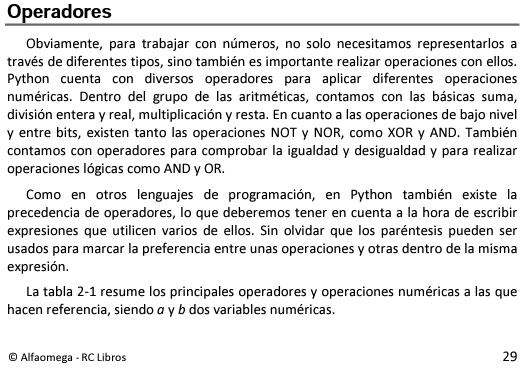 Operadores
Obviamente, para trabajar con números, no solo necesitamos representarlos a
través de diferentes tipos, sino también es importante realizar operaciones con ellos.
Python cuenta con diversos operadores para aplicar diferentes operaciones
numéricas. Dentro del grupo de las aritméticas, contamos con las básicas suma,
división entera y real, multiplicación y resta. En cuanto a las operaciones de bajo nivel
y entre bits, existen tanto las operaciones NOT y NOR, como XOR y AND. También
contamos con operadores para comprobar la igualdad y desigualdad y para realizar
operaciones lógicas como AND y OR.
Como en otros lenguajes de programación, en Python también existe la
precedencia de operadores, lo que deberemos tener en cuenta a la hora de escribir
expresiones que utilicen varios de ellos. Sin olvidar que los paréntesis pueden ser
usados para marcar la preferencia entre unas operaciones y otras dentro de la misma
expresión.
La tabla 2-1 resume los principales operadores y operaciones numéricas a las que
hacen referencia, siendo a y b dos variables numéricas.
© Alfaomega - RC Libros 29